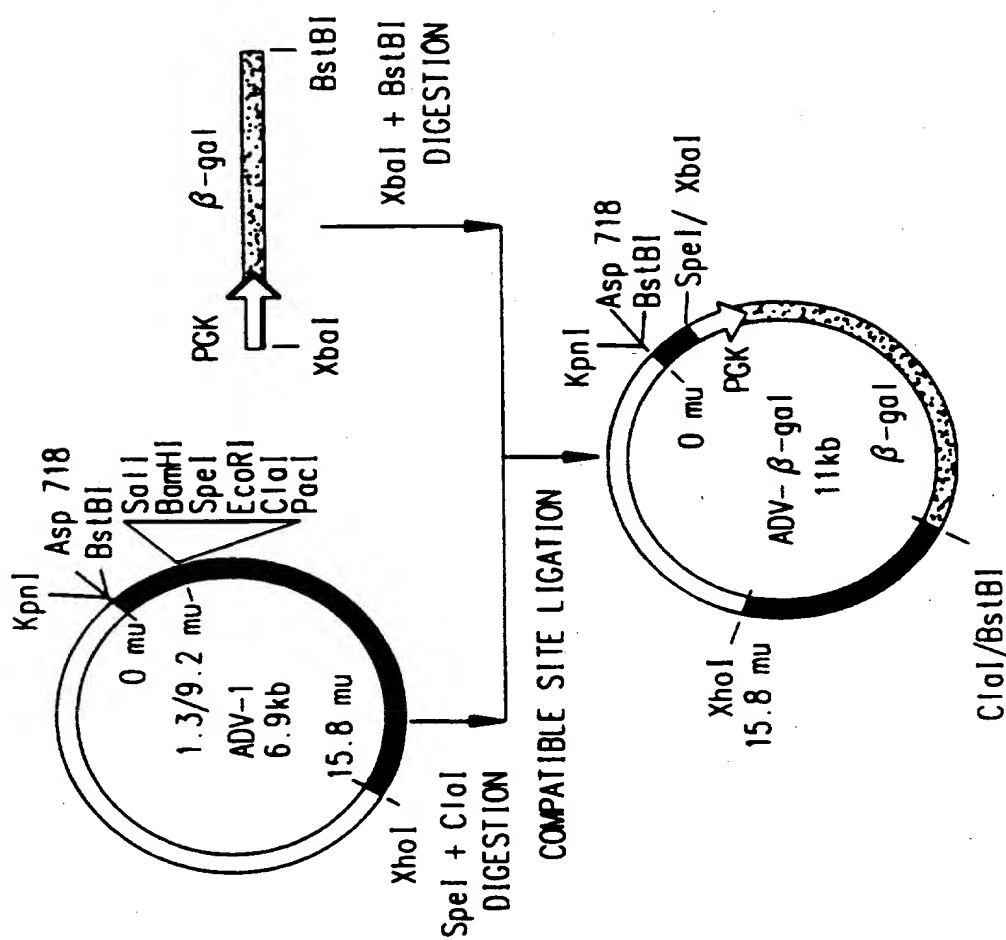 KpnI
Asp 718
BstBI
SalI
BamHI
SpeI
EcoRI
ClaI
PacI
0 mu
1.3/9.2 mu
ADV-1
6.9kb
15.8 mu
XhoI
SpeI + ClaI
DIGESTION
PGK
β-gal
XbaI
BstBI
XbaI + BstBI
DIGESTION
COMPATIBLE SITE LIGATION
KpnI
Asp 718
BstBI
SpeI/ XbaI
0 mu
PGK
ADV-β-gal
11kb
β-gal
XhoI
15.8 mu
ClaI/BstBI